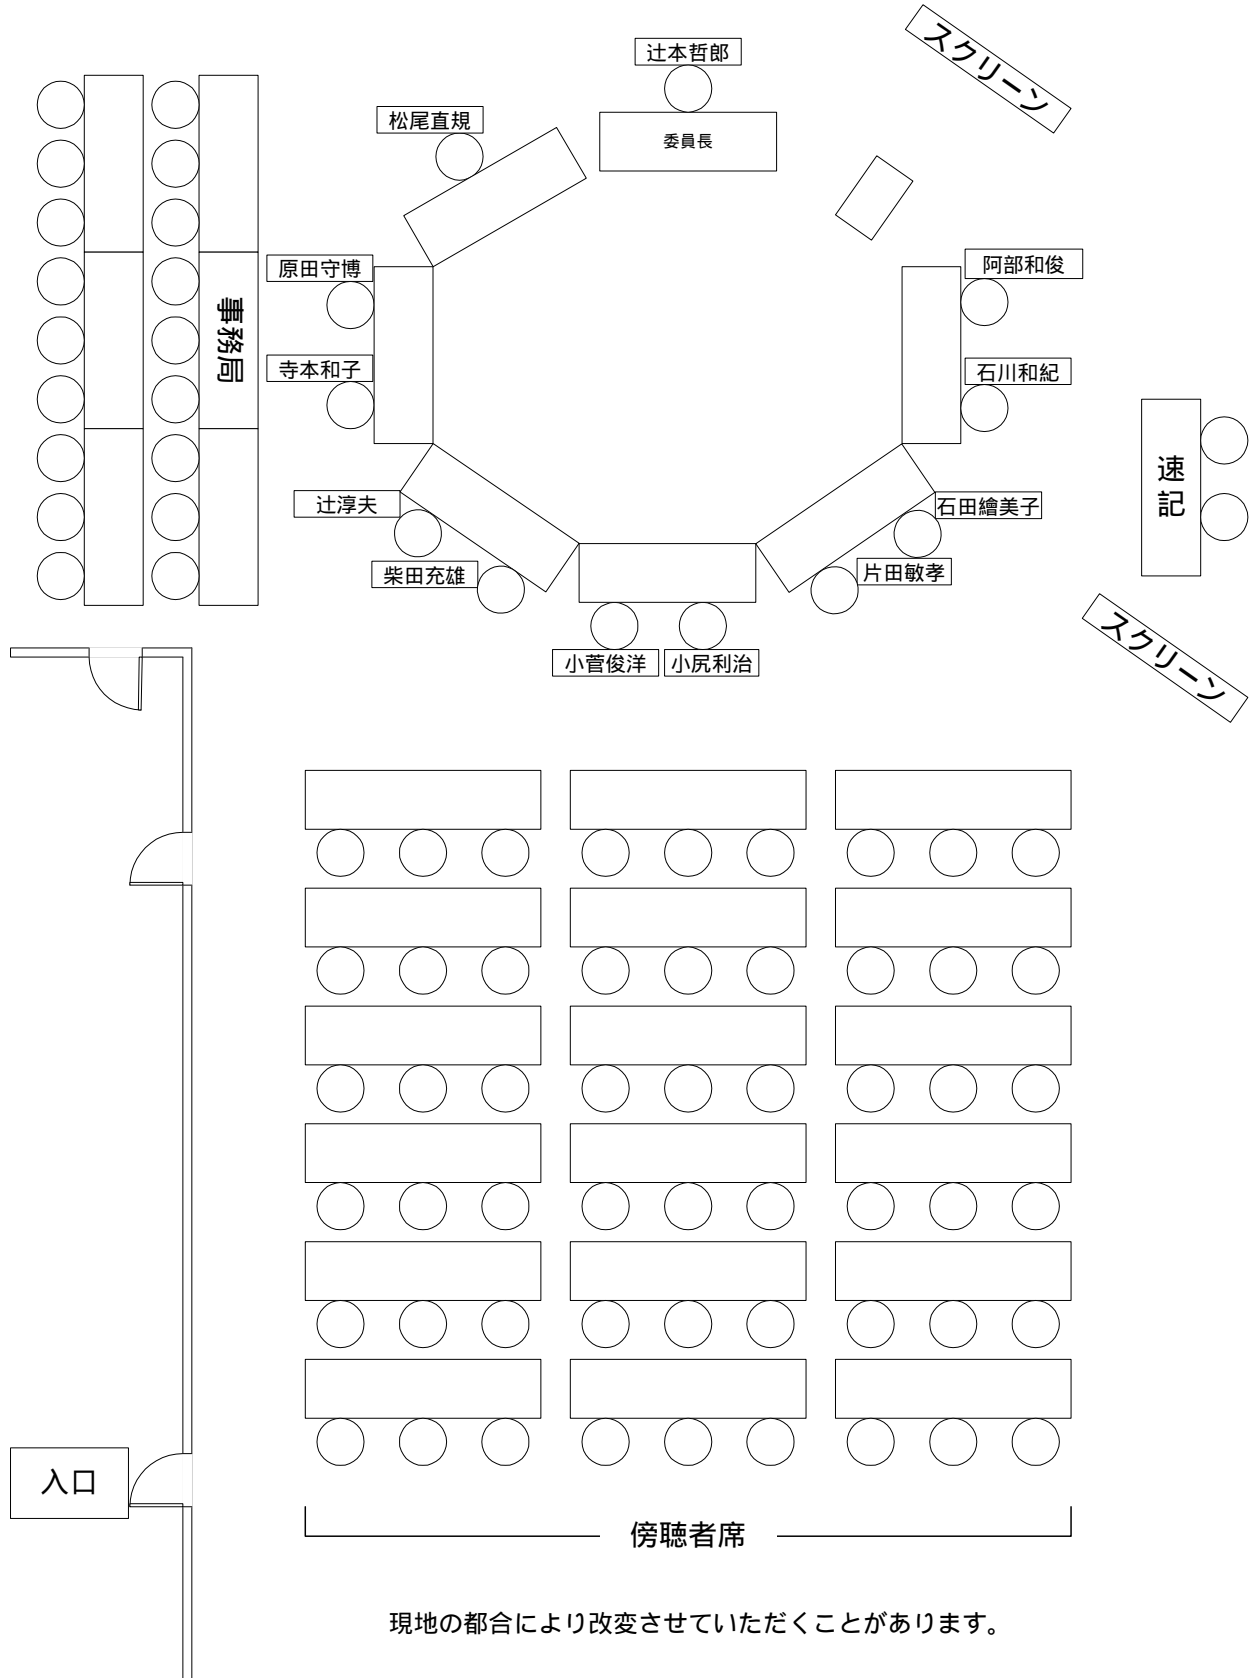 スクリーン
辻本哲郎
委員長
松尾直規
原田守博
阿部和俊
事務局
寺本和子
石川和紀
速記
辻淳夫
石田繪美子
柴田充雄
片田敏孝
スクリーン
小菅俊洋
小尻利治
入口
傍聴者席
現地の都合により改変させていただくことがあります。